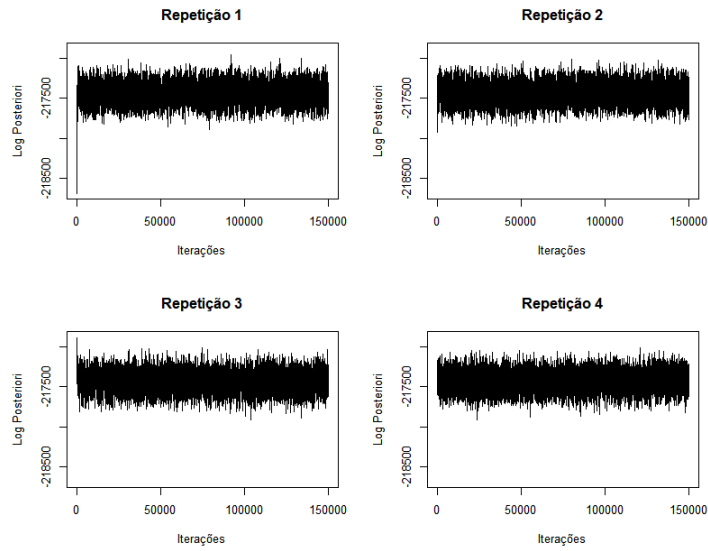 Repetição 1
Log Posteriori
-217500
-218500
0
50000
100000
150000
Iterações
Repetição 2
Log Posteriori
-217500
-218500
0
50000
100000
150000
Iterações
Repetição 3
Log Posteriori
-217500
-218500
0
50000
100000
150000
Iterações
Repetição 4
Log Posteriori
-217500
-218500
0
50000
100000
150000
Iterações